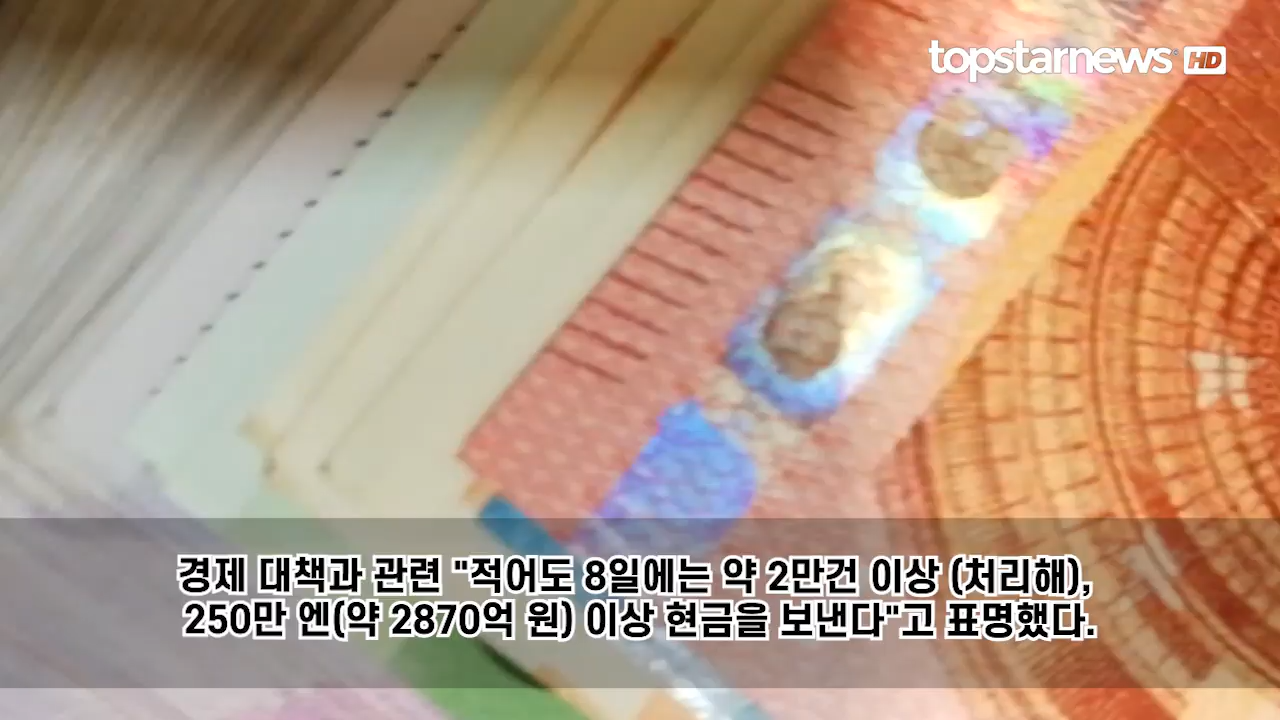 topstarnews HD
경제 대책과 관련 "적어도 8일에는 약 2만건 이상 (처리해),
250만 엔(약 2870억 원) 이상 현금을 보낸다"고 표명했다.